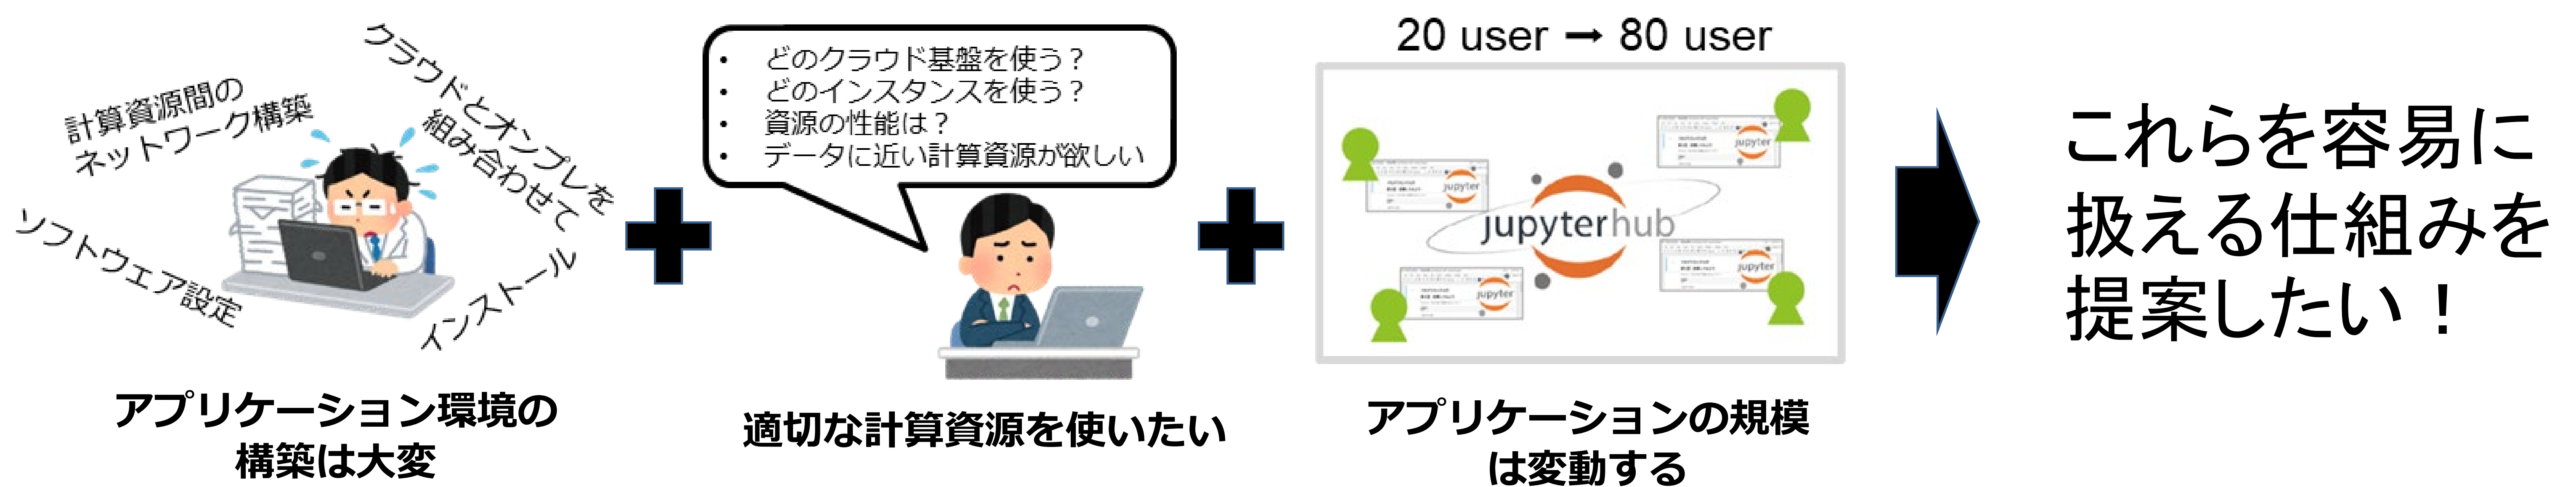 計算資源間の
ネットワーク構築
クラウドとオンプレを
組み合わせて
ソフトウェア設定
インストール
アプリケーション環境の
構築は大変
• どのクラウド基盤を使う？
• どのインスタンスを使う？
• 資源の性能は？
• データに近い計算資源が欲しい
適切な計算資源を使いたい
20 user → 80 user
jupyter
jupyter
jupyterhub
jupyter
jupyter
アプリケーションの規模
は変動する
これらを容易に
扱える仕組みを
提案したい！